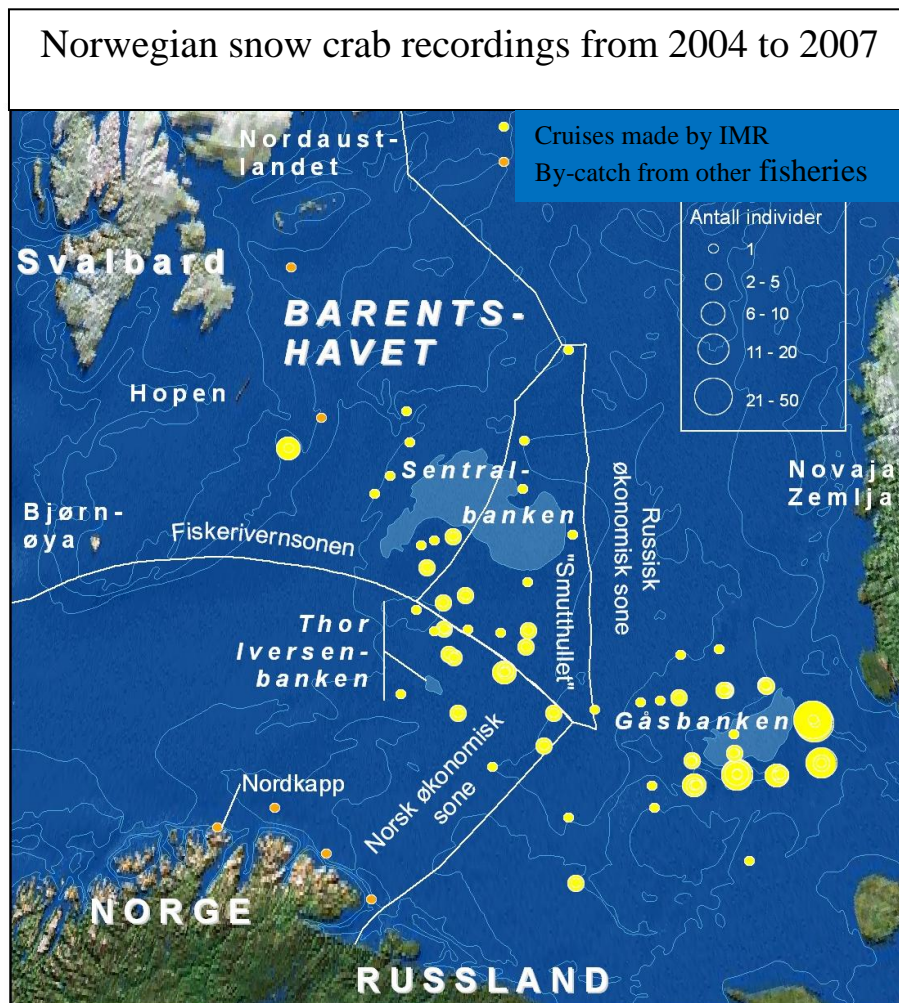 Norwegian snow crab recordings from 2004 to 2007
Cruises made by IMR
By-catch from other fisheries
Nordaust-
landet
Antall individer
1
2 - 5
6 - 10
11 - 20
21 - 50
Svalbard
BARENTS-
HAVET
Hopen
Sentral-
banken
Novaja
Zemlja
Bjørn-
øya
Fiskerivernsonen
Russisk
økonomisk sone
"Smutthullet"
Thor
Iversen-
banken
Gåsbanken
Norsk økonomisk
sone
Nordkapp
NORGE
RUSSLAND